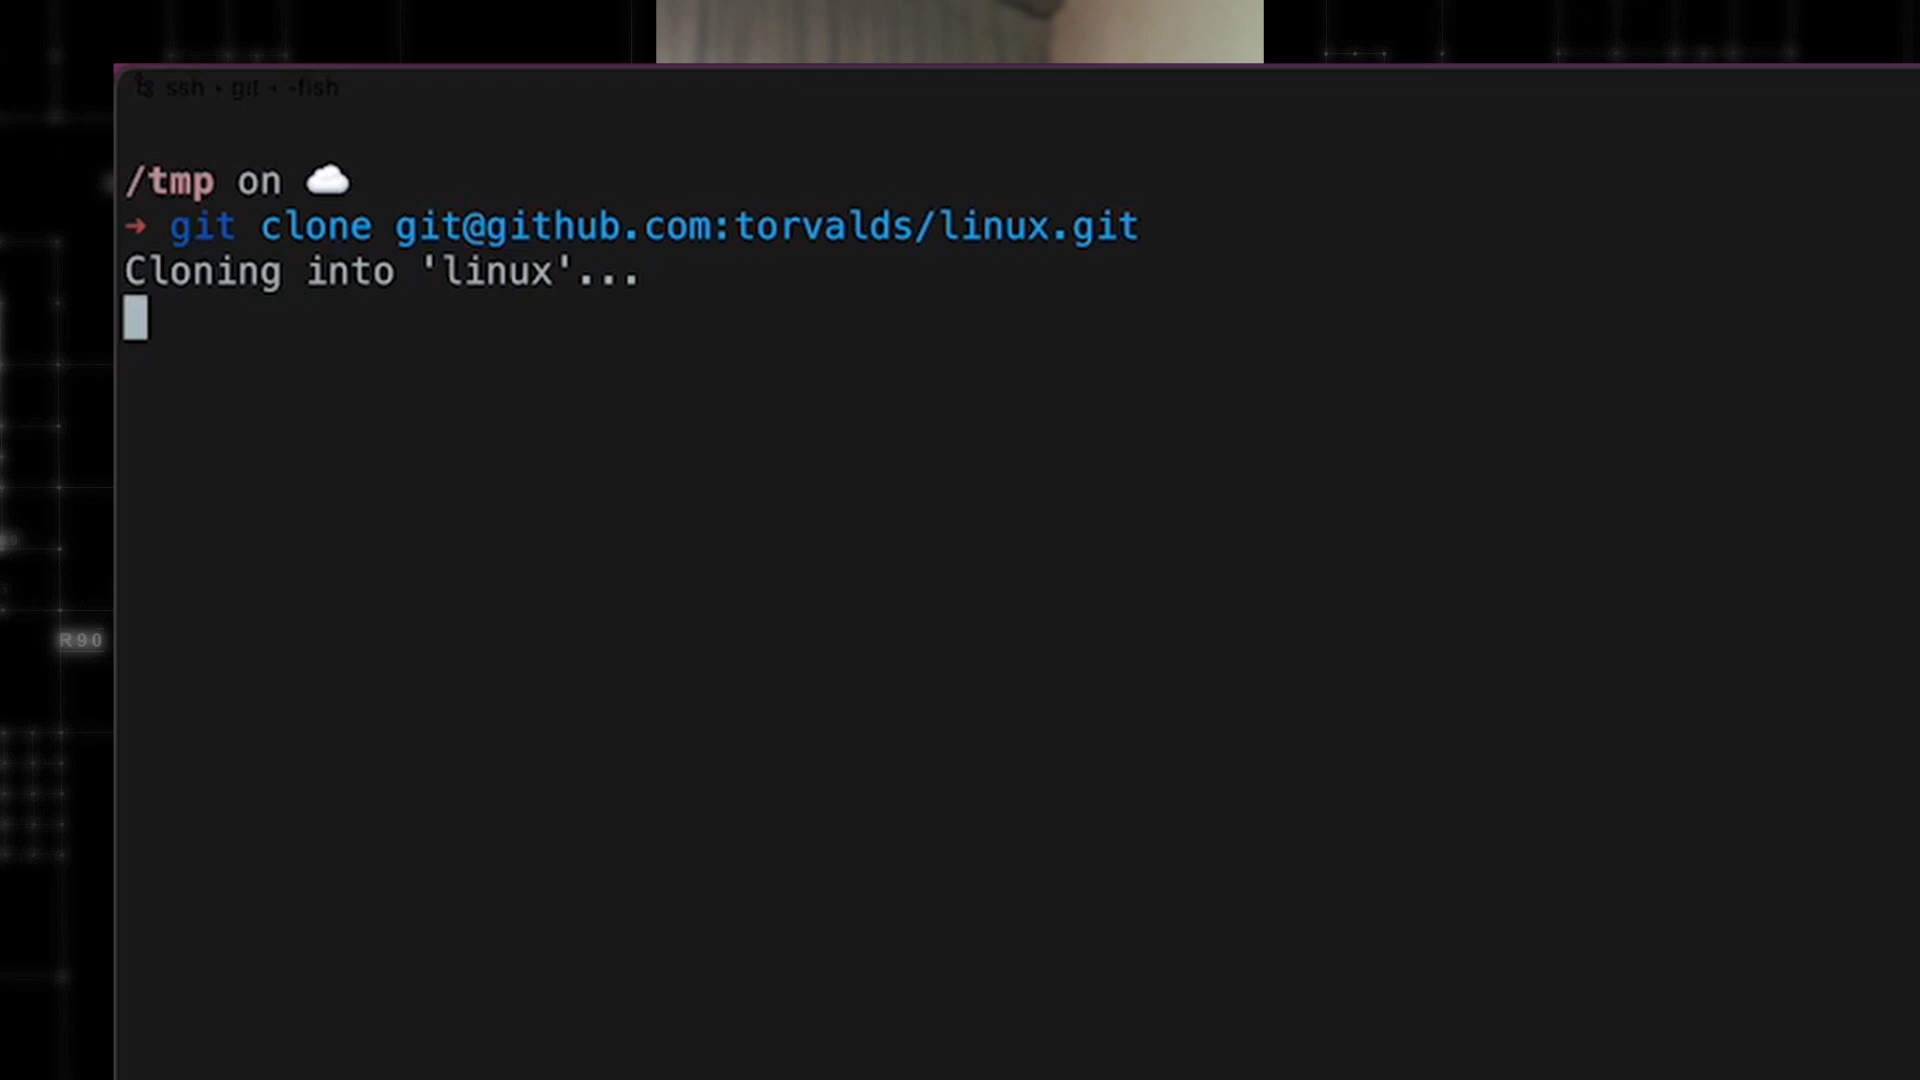 ssh • git • -fish
/tmp on ☁️
➜ git clone git@github.com:torvalds/linux.git
Cloning into 'linux'...
R90